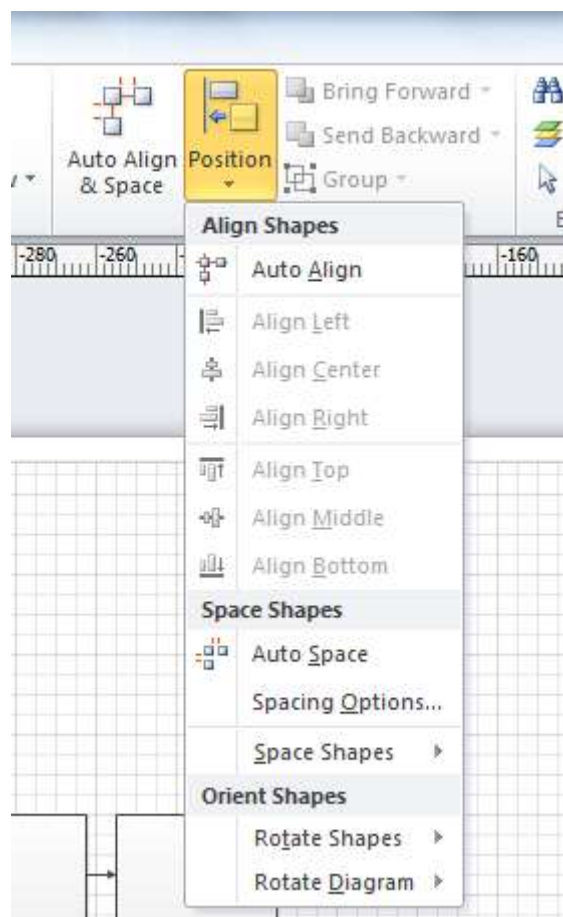 Auto Align
& Space
Position
Bring Forward
Send Backward
Group
-280
-260
-160
Align Shapes
Auto Align
Align Left
Align Center
Align Right
Align Top
Align Middle
Align Bottom
Space Shapes
Auto Space
Spacing Options...
Space Shapes
Orient Shapes
Rotate Shapes
Rotate Diagram